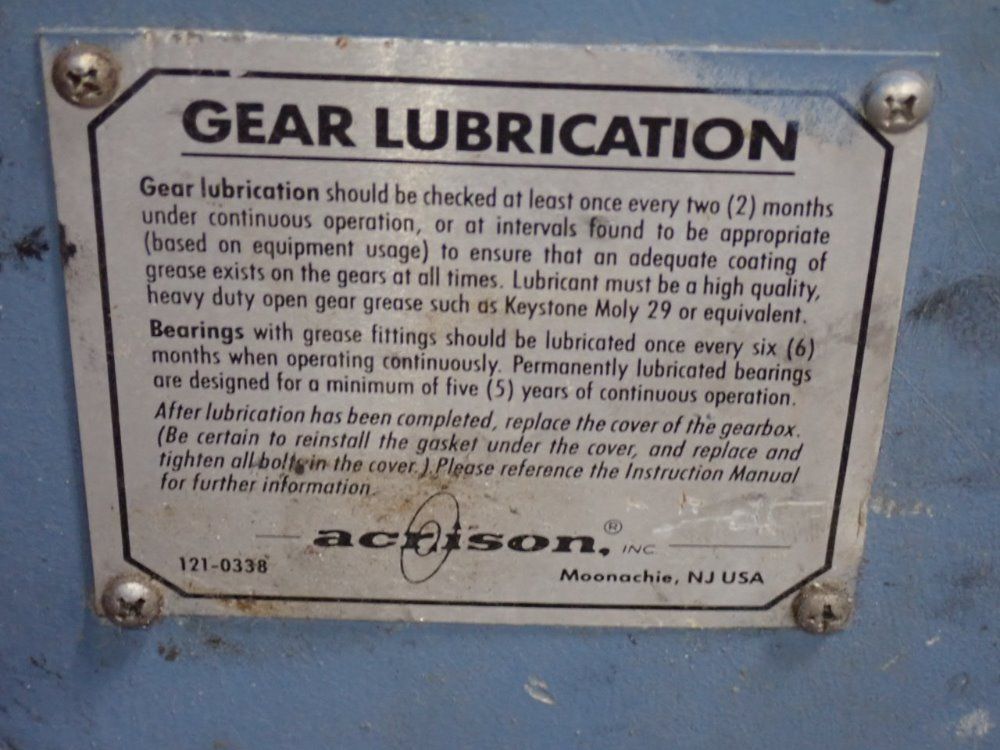 GEAR LUBRICATION
Gear lubrication should be checked at least once every two (2) months
under continuous operation, or at intervals found to be appropriate
(based on equipment usage) to ensure that an adequate coating of
grease exists on the gears at all times. Lubricant must be a high quality,
heavy duty open gear grease such as Keystone Moly 29 or equivalent.
Bearings with grease fittings should be lubricated once every six (6)
months when operating continuously. Permanently lubricated bearings
are designed for a minimum of five (5) years of continuous operation.
After lubrication has been completed, replace the cover of the gearbox.
(Be certain to reinstall the gasket under the cover, and replace and
tighten all bolts in the cover.) Please reference the Instruction Manual
for further information.
acrison.® INC.
121-0338
Moonachie, NJ USA